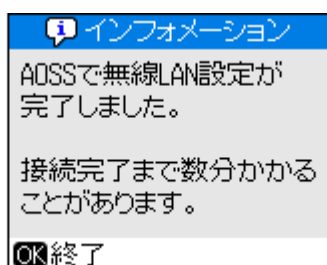 インフォメーション
AOSSで無線LAN設定が
完了しました。
接続完了まで数分かかる
ことがあります。
OK終了